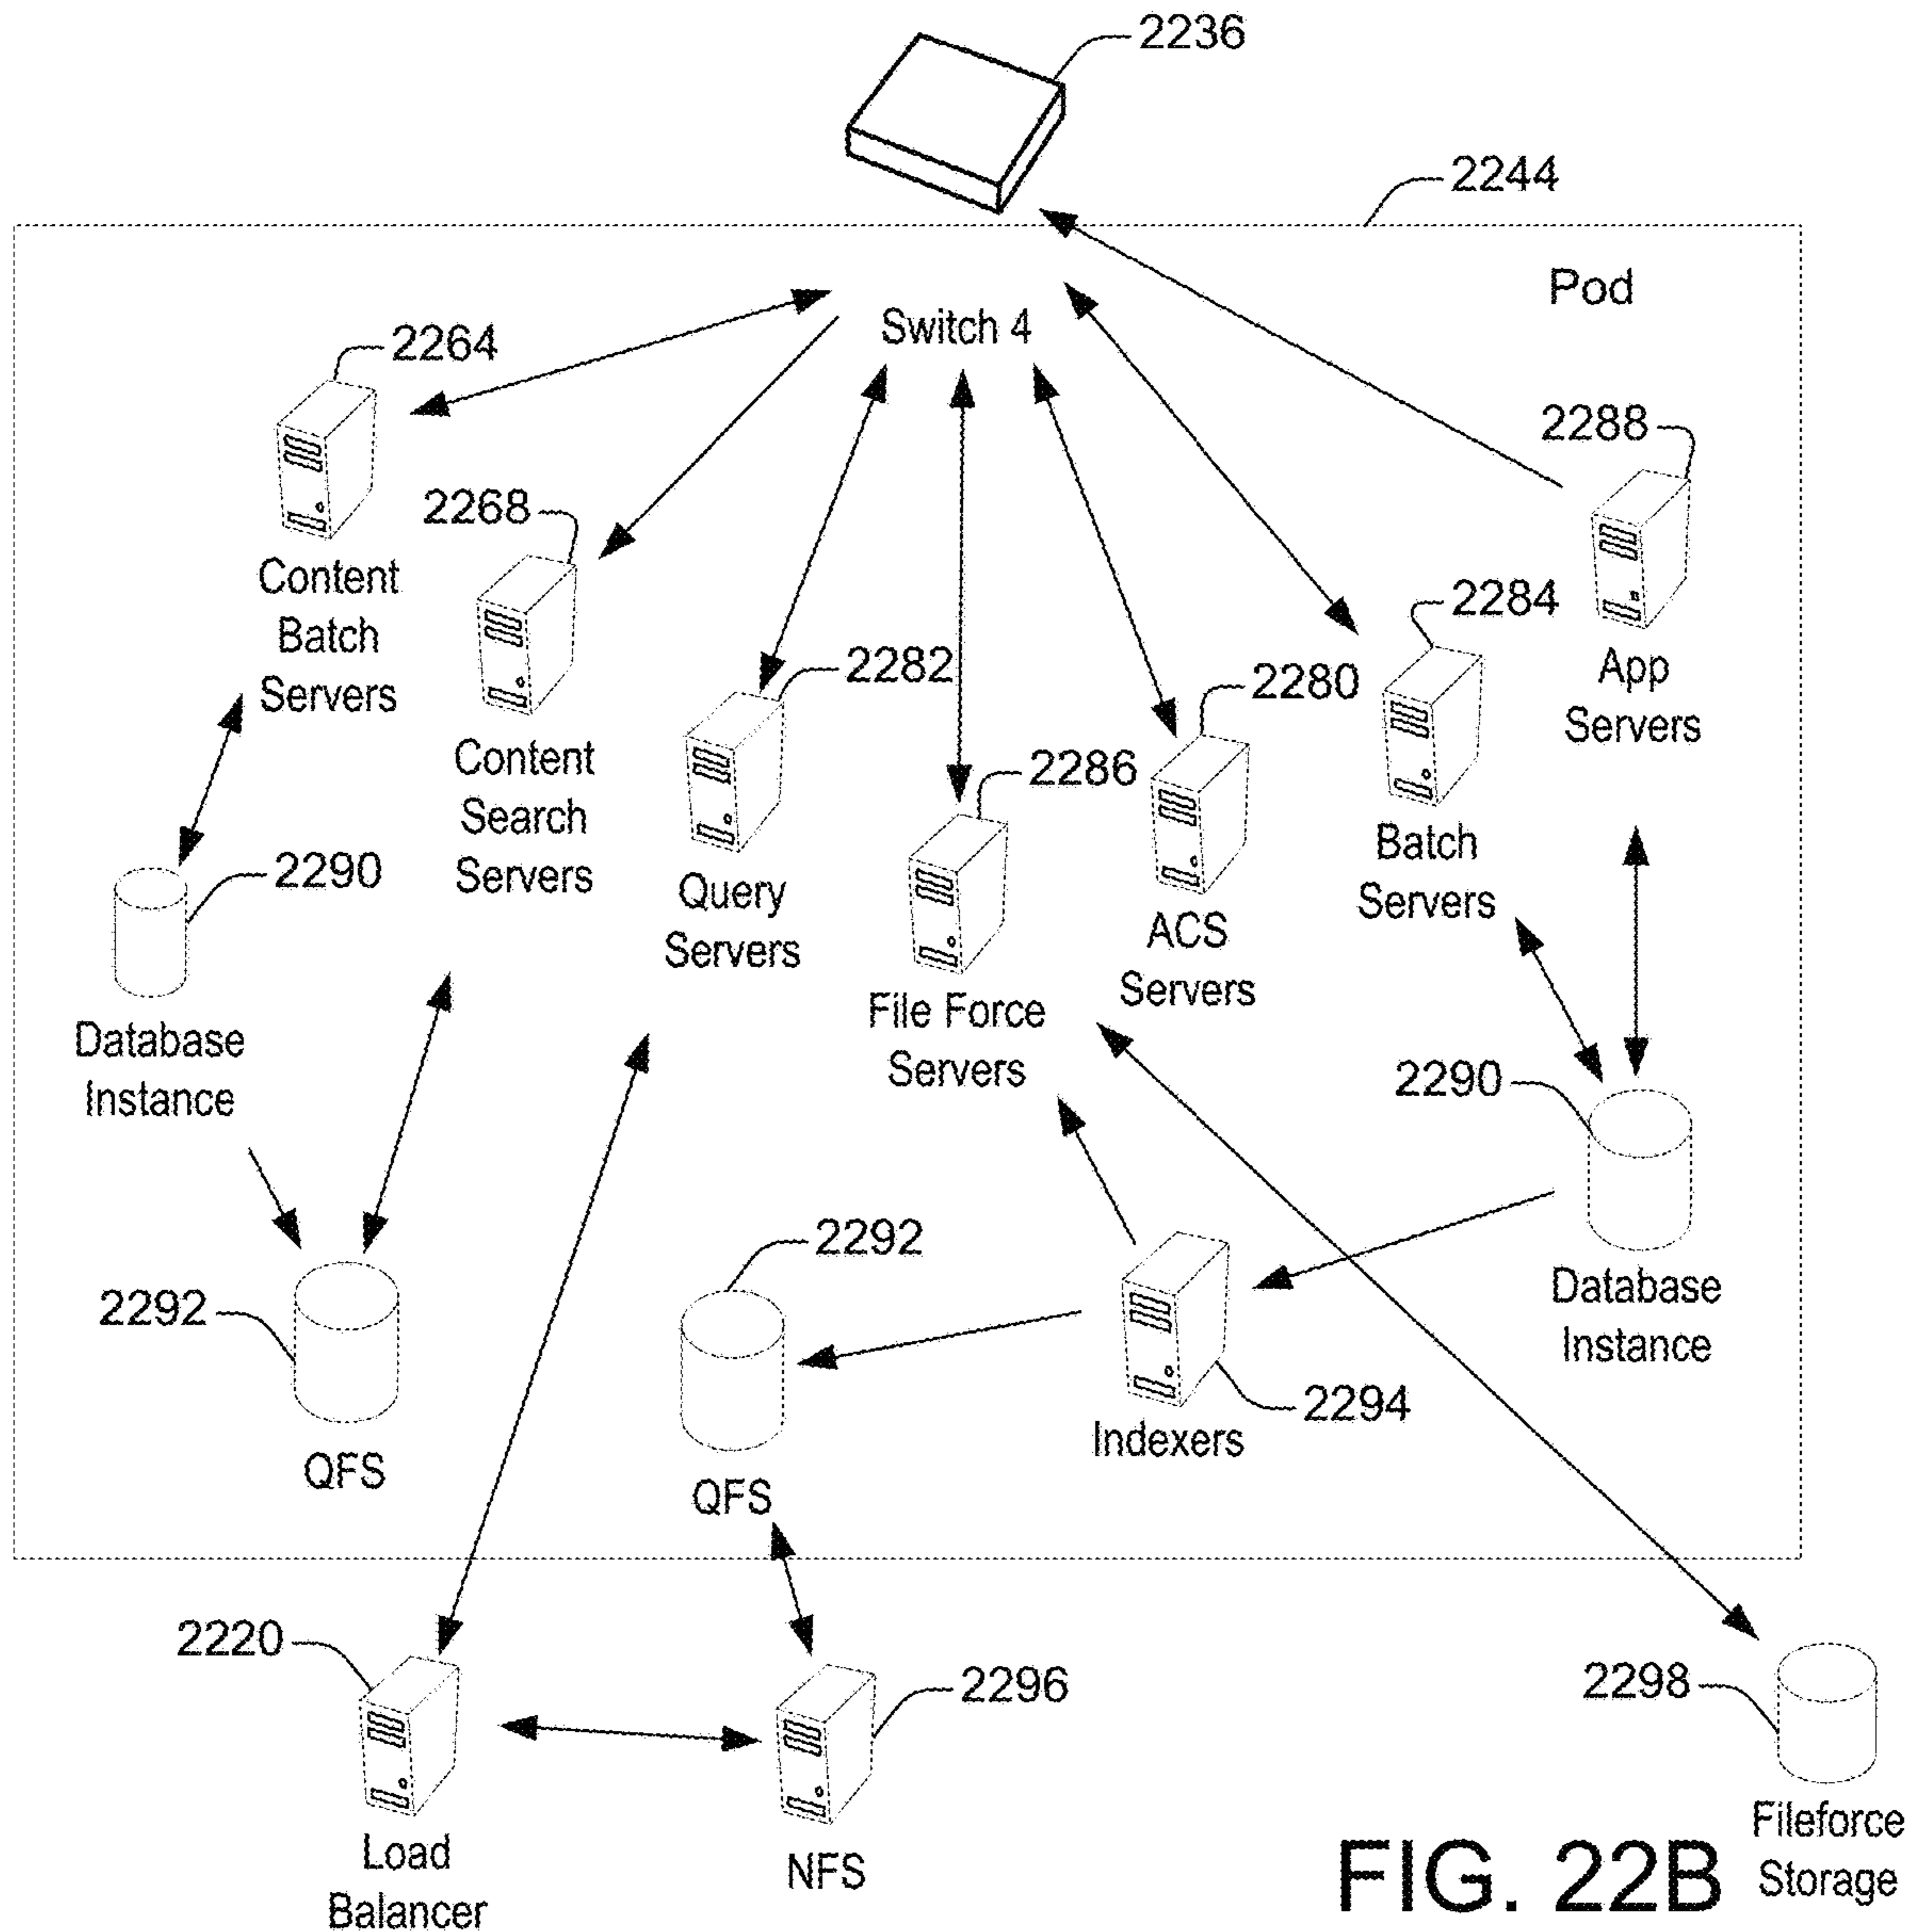 2236
2244
Pod
Switch 4
2264
Content
Batch
Servers
2268
Content
Search
Servers
2282
Query
Servers
2286
File Force
Servers
2280
ACS
Servers
2284
Batch
Servers
2288
App
Servers
2290
Database
Instance
2290
Database
Instance
2292
QFS
2292
QFS
2294
Indexers
2220
Load
Balancer
2296
NFS
2298
Fileforce
Storage
FIG. 22B